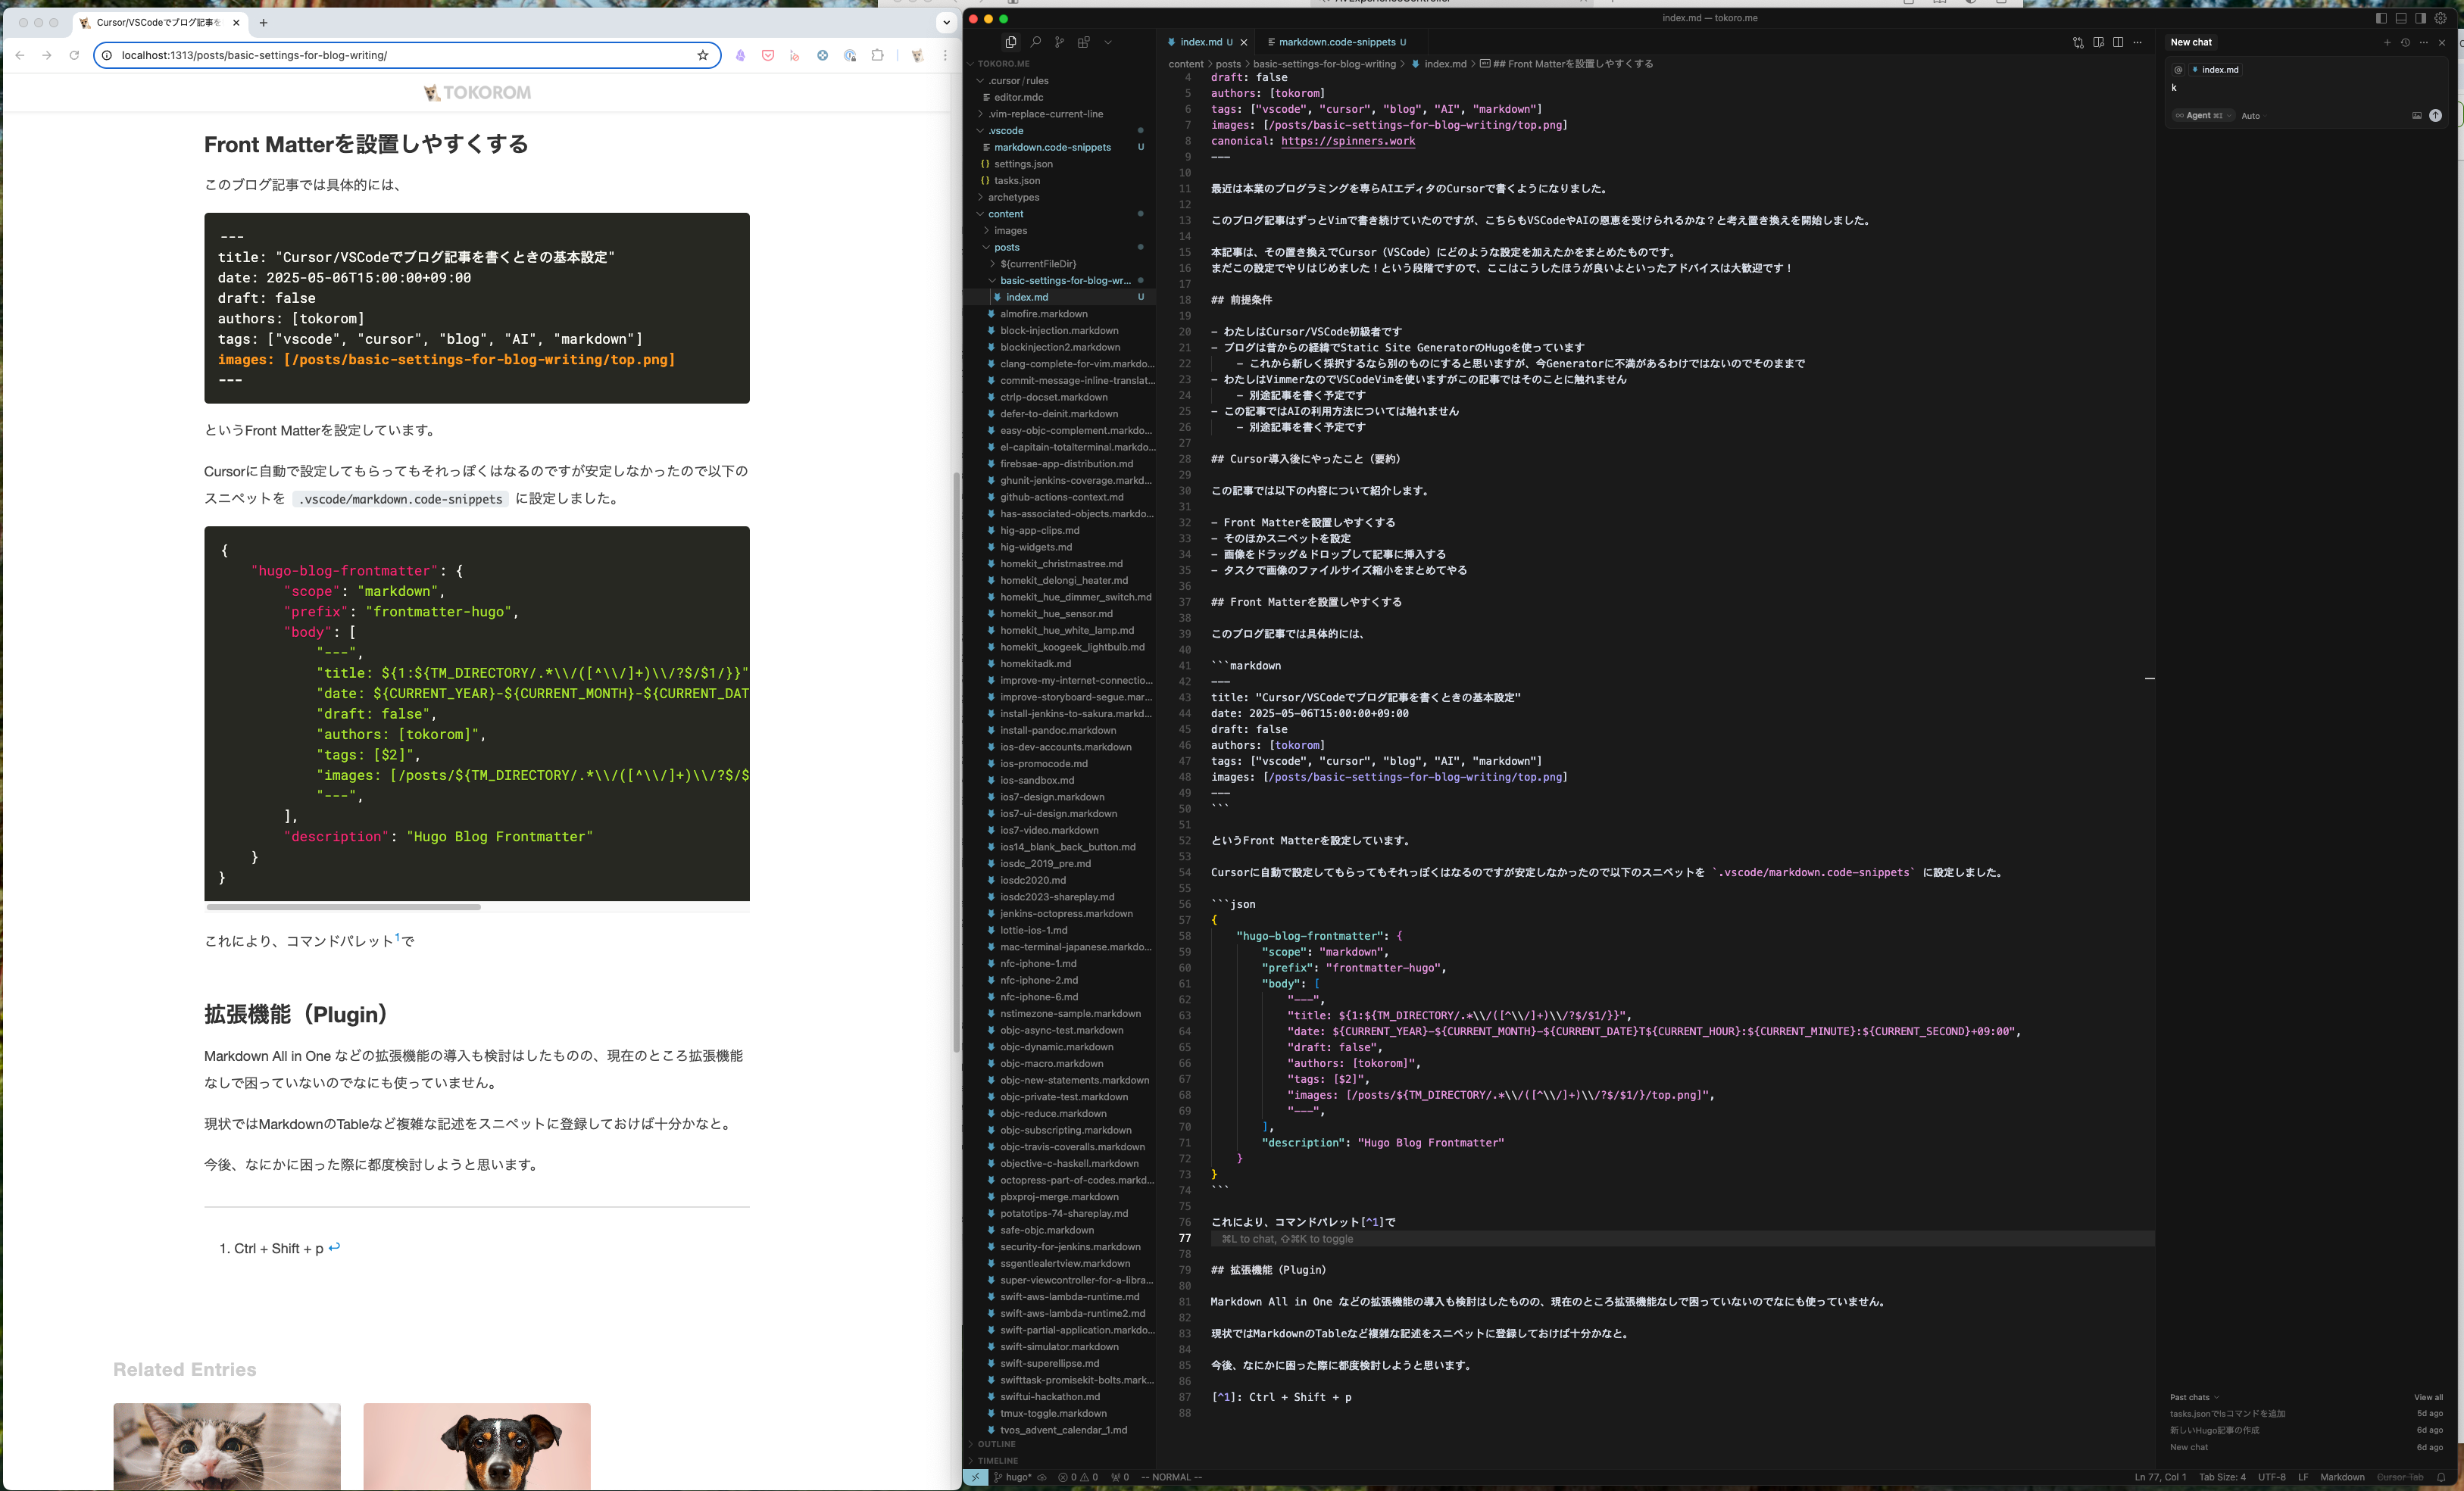 Cursor/VSCodeでブログ記事を
localhost:1313/posts/basic-settings-for-blog-writing/
TOKOROM
Front Matterを設置しやすくする
このブログ記事では具体的には、
---
title: "Cursor/VSCodeでブログ記事を書くときの基本設定"
date: 2025-05-06T15:00:00+09:00
draft: false
authors: [tokorom]
tags: ["vscode", "cursor", "blog", "AI", "markdown"]
images: [/posts/basic-settings-for-blog-writing/top.png]
---
というFront Matterを設定しています。
Cursorに自動で設定してもらってもそれっぽくはなるのですが安定しなかったので以下の
スニペットを .vscode/markdown.code-snippets に設定しました。
{
"hugo-blog-frontmatter": {
"scope": "markdown",
"prefix": "frontmatter-hugo",
"body": [
"---",
"title: ${1:${TM_DIRECTORY/.*\\/([^\\/]+)\\/?$/$1/}}"
"date: ${CURRENT_YEAR}-${CURRENT_MONTH}-${CURRENT_DAT
"draft: false",
"authors: [tokorom]",
"tags: [$2]",
"images: [/posts/${TM_DIRECTORY/.*\\/([^\\/]+)\\/?$/$
"---",
],
"description": "Hugo Blog Frontmatter"
}
}
これにより、コマンドパレット1で
拡張機能（Plugin）
Markdown All in One などの拡張機能の導入も検討はしたものの、現在のところ拡張機能
なしで困っていないのでなにも使っていません。
現状ではMarkdownのTableなど複雑な記述をスニペットに登録しておけば十分かなと。
今後、なにかに困った際に都度検討しようと思います。
1. Ctrl + Shift + p ↩
Related Entries
index.md — tokoro.me
TOKORO.ME
.cursor / rules
editor.mdc
.vim-replace-current-line
.vscode
markdown.code-snippets U
settings.json
tasks.json
archetypes
content
images
posts
${currentFileDir}
basic-settings-for-blog-wr...
index.md U
almofire.markdown
block-injection.markdown
blockinjection2.markdown
clang-complete-for-vim.markdo...
commit-message-inline-translat...
ctrlp-docset.markdown
defer-to-deinit.markdown
easy-objc-complement.markdo...
el-capitain-totalterminal.markdo...
firebsae-app-distribution.md
ghunit-jenkins-coverage.markd...
github-actions-context.md
has-associated-objects.markdo...
hig-app-clips.md
hig-widgets.md
homekit_christmastree.md
homekit_delongi_heater.md
homekit_hue_dimmer_switch.md
homekit_hue_sensor.md
homekit_hue_white_lamp.md
homekit_koogeek_lightbulb.md
homekitadk.md
improve-my-internet-connectio...
improve-storyboard-segue.mar...
install-jenkins-to-sakura.markd...
install-pandoc.markdown
ios-dev-accounts.markdown
ios-promocode.md
ios-sandbox.md
ios7-design.markdown
ios7-ui-design.markdown
ios7-video.markdown
ios14_blank_back_button.md
iosdc_2019_pre.md
iosdc2020.md
iosdc2023-shareplay.md
jenkins-octopress.markdown
lottie-ios-1.md
mac-terminal-japanese.markdo...
nfc-iphone-1.md
nfc-iphone-2.md
nfc-iphone-6.md
nstimezone-sample.markdown
objc-async-test.markdown
objc-dynamic.markdown
objc-macro.markdown
objc-new-statements.markdown
objc-private-test.markdown
objc-reduce.markdown
objc-subscripting.markdown
objc-travis-coveralls.markdown
objective-c-haskell.markdown
octopress-part-of-codes.markd...
pbxproj-merge.markdown
potatotips-74-shareplay.md
safe-objc.markdown
security-for-jenkins.markdown
ssgentlealertview.markdown
super-viewcontroller-for-a-libra...
swift-aws-lambda-runtime.md
swift-aws-lambda-runtime2.md
swift-partial-application.markdo...
swift-simulator.markdown
swift-superellipse.md
swifttask-promisekit-bolts.mark...
swiftui-hackathon.md
tmux-toggle.markdown
tvos_advent_calendar_1.md
OUTLINE
TIMELINE
index.md U
markdown.code-snippets U
content > posts > basic-settings-for-blog-writing > index.md > ## Front Matterを設置しやすくする
4 draft: false
5 authors: [tokorom]
6 tags: ["vscode", "cursor", "blog", "AI", "markdown"]
7 images: [/posts/basic-settings-for-blog-writing/top.png]
8 canonical: https://spinners.work
9 ---
10
11 最近は本業のプログラミングを専らAIエディタのCursorで書くようになりました。
12
13 このブログ記事はずっとVimで書き続けていたのですが、こちらもVSCodeやAIの恩恵を受けられるかな？と考え置き換えを開始しました。
14
15 本記事は、その置き換えでCursor（VSCode）にどのような設定を加えたかをまとめたものです。
16 まだこの設定でやりはじめました！という段階ですので、ここはこうしたほうが良いよといったアドバイスは大歓迎です！
17
18 ## 前提条件
19
20 - わたしはCursor/VSCode初級者です
21 - ブログは昔からの経緯でStatic Site GeneratorのHugoを使っています
22 - これから新しく採択するなら別のものにすると思いますが、今Generatorに不満があるわけではないのでそのままで
23 - わたしはVimmerなのでVSCodeVimを使いますがこの記事ではそのことに触れません
24 - 別途記事を書く予定です
25 - この記事ではAIの利用方法については触れません
26 - 別途記事を書く予定です
27
28 ## Cursor導入後にやったこと（要約）
29
30 この記事では以下の内容について紹介します。
31
32 - Front Matterを設置しやすくする
33 - そのほかスニペットを設定
34 - 画像をドラッグ＆ドロップして記事に挿入する
35 - タスクで画像のファイルサイズ縮小をまとめてやる
36
37 ## Front Matterを設置しやすくする
38
39 このブログ記事では具体的には、
40
41 ```markdown
42 ---
43 title: "Cursor/VSCodeでブログ記事を書くときの基本設定"
44 date: 2025-05-06T15:00:00+09:00
45 draft: false
46 authors: [tokorom]
47 tags: ["vscode", "cursor", "blog", "AI", "markdown"]
48 images: [/posts/basic-settings-for-blog-writing/top.png]
49 ---
50 ```
51
52 というFront Matterを設定しています。
53
54 Cursorに自動で設定してもらってもそれっぽくはなるのですが安定しなかったので以下のスニペットを `.vscode/markdown.code-snippets` に設定しました。
55
56 ```json
57 {
58 "hugo-blog-frontmatter": {
59 "scope": "markdown",
60 "prefix": "frontmatter-hugo",
61 "body": [
62 "---",
63 "title: ${1:${TM_DIRECTORY/.*\\/([^\\/]+)\\/?$/$1/}}",
64 "date: ${CURRENT_YEAR}-${CURRENT_MONTH}-${CURRENT_DATE}T${CURRENT_HOUR}:${CURRENT_MINUTE}:${CURRENT_SECOND}+09:00",
65 "draft: false",
66 "authors: [tokorom]",
67 "tags: [$2]",
68 "images: [/posts/${TM_DIRECTORY/.*\\/([^\\/]+)\\/?$/$1/}/top.png]",
69 "---",
70 ],
71 "description": "Hugo Blog Frontmatter"
72 }
73 }
74 ```
75
76 これにより、コマンドパレット[^1]で
77 ⌘L to chat, ⇧⌘K to toggle
78
79 ## 拡張機能（Plugin）
80
81 Markdown All in One などの拡張機能の導入も検討はしたものの、現在のところ拡張機能なしで困っていないのでなにも使っていません。
82
83 現状ではMarkdownのTableなど複雑な記述をスニペットに登録しておけば十分かなと。
84
85 今後、なにかに困った際に都度検討しようと思います。
86
87 [^1]: Ctrl + Shift + p
88
New chat
@ index.md
k
Agent ⌘I
Auto
Past chats
View all
tasks.jsonでlsコマンドを追加 5d ago
新しいHugo記事の作成 6d ago
New chat 6d ago
hugo* 0 0 0 -- NORMAL --
Ln 77, Col 1 Tab Size: 4 UTF-8 LF Markdown Cursor Tab